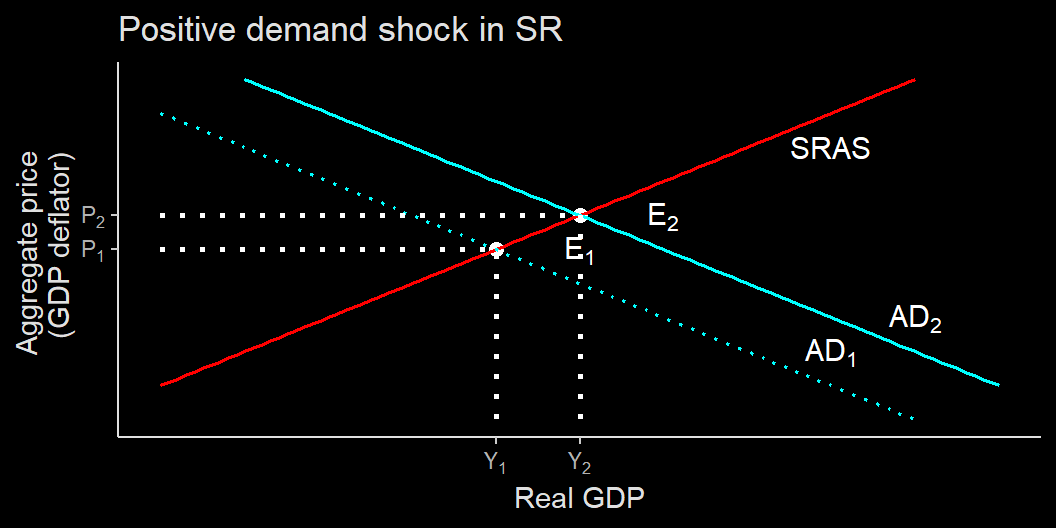 Positive demand shock in SR
Aggregate price
(GDP deflator)
P₂
P₁
SRAS
E₂
E₁
AD₂
AD₁
Y₁
Y₂
Real GDP